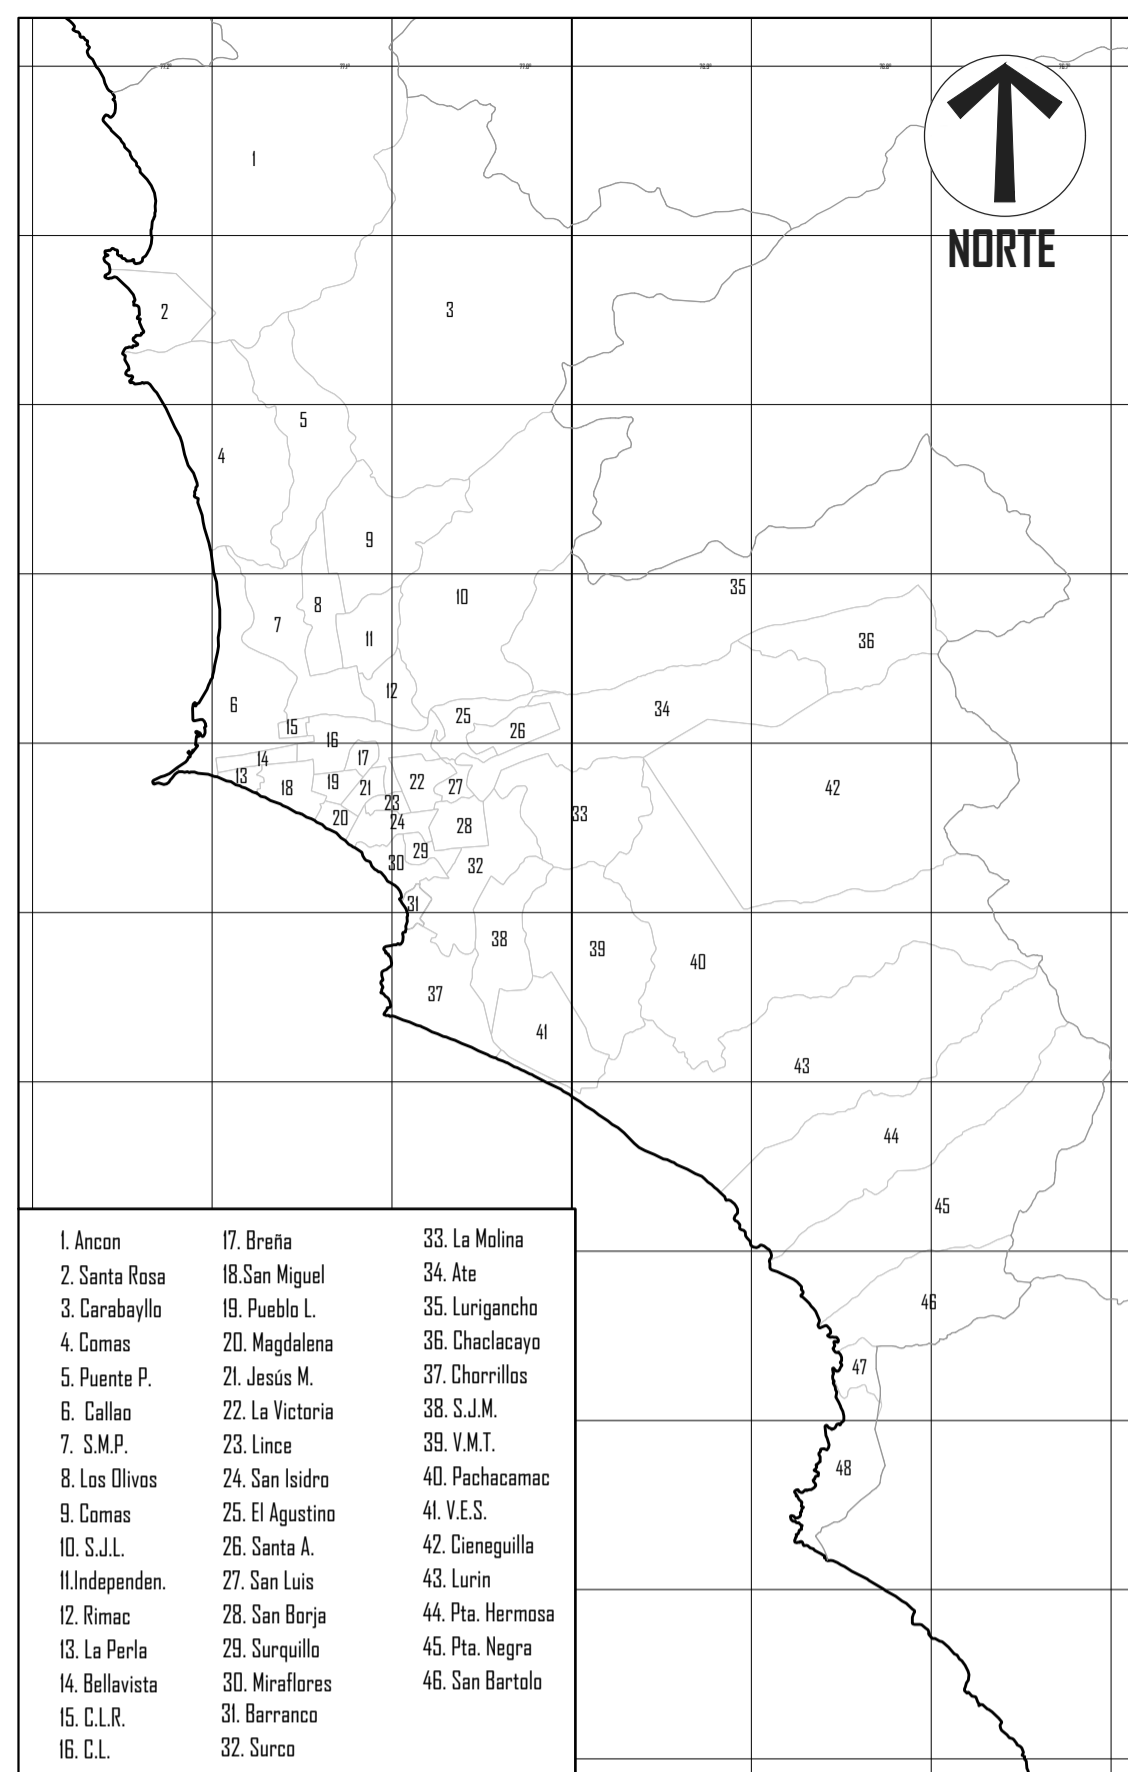 1
NORTE
2
3
5
4
9
35
10
8
7
11
36
12
6
34
25
15
26
16
14
17
13
42
22
19
27
18
21
23
33
20
24
28
29
30
32
31
38
39
40
37
41
43
44
45
46
47
48
1. Ancon
2. Santa Rosa
3. Carabayllo
4. Comas
5. Puente P.
6. Callao
7. S.M.P.
8. Los Olivos
9. Comas
10. S.J.L.
11.Independen.
12. Rimac
13. La Perla
14. Bellavista
15. C.L.R.
16. C.L.
17. Breña
18.San Miguel
19. Pueblo L.
20. Magdalena
21. Jesús M.
22. La Victoria
23. Lince
24. San Isidro
25. El Agustino
26. Santa A.
27. San Luis
28. San Borja
29. Surquillo
30. Miraflores
31. Barranco
32. Surco
33. La Molina
34. Ate
35. Lurigancho
36. Chaclacayo
37. Chorrillos
38. S.J.M.
39. V.M.T.
40. Pachacamac
41. V.E.S.
42. Cieneguilla
43. Lurin
44. Pta. Hermosa
45. Pta. Negra
46. San Bartolo